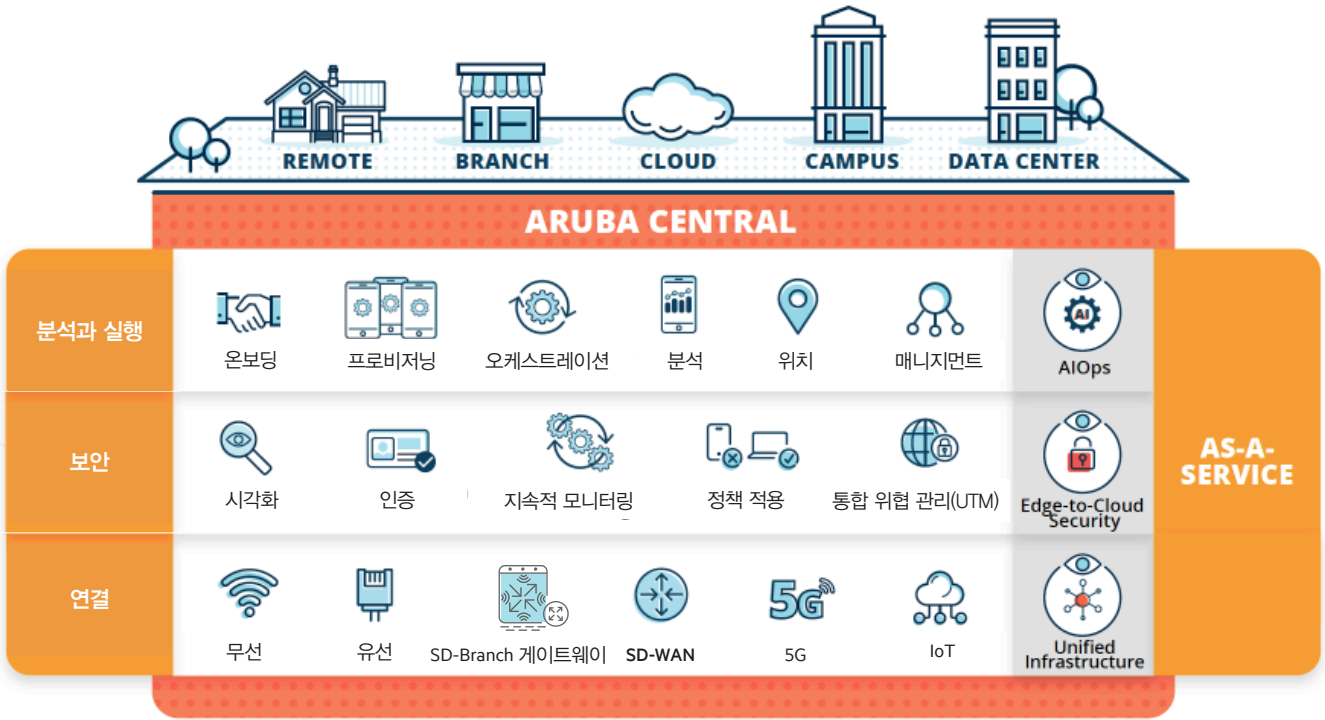 REMOTE
BRANCH
CLOUD
CAMPUS
DATA CENTER
ARUBA CENTRAL
분석과 실행
온보딩
프로비저닝
오케스트레이션
분석
위치
매니지먼트
AI
AIOps
보안
시각화
인증
지속적 모니터링
정책 적용
통합 위협 관리(UTM)
Edge-to-Cloud
Security
AS-A-
SERVICE
연결
5G
무선
유선
SD-Branch 게이트웨이
SD-WAN
5G
IoT
Unified
Infrastructure